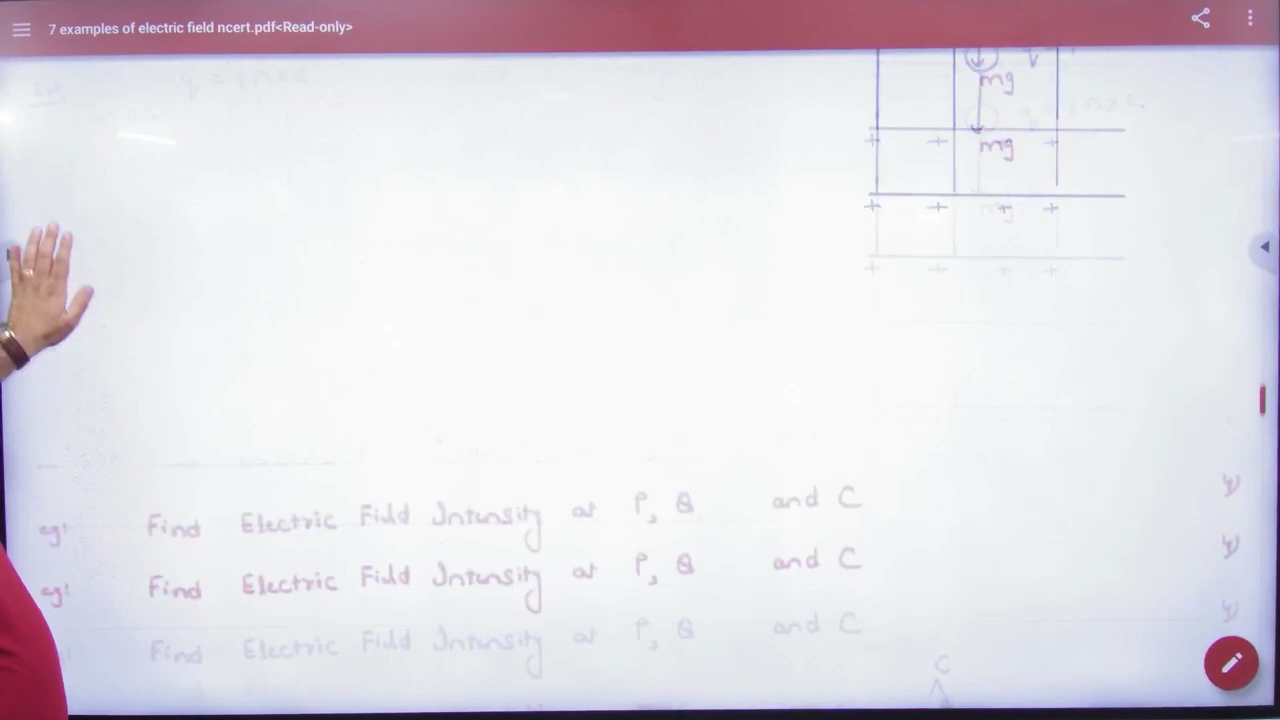 7 examples of electric field ncert.pdf<Read-only>
mg
mg
+ + +
+ + + +
+ + + +
eg: Find Electric Field Intensity at P, Q and C
eg: Find Electric Field Intensity at P, Q and C
Find Electric Field Intensity at P, Q and C
C